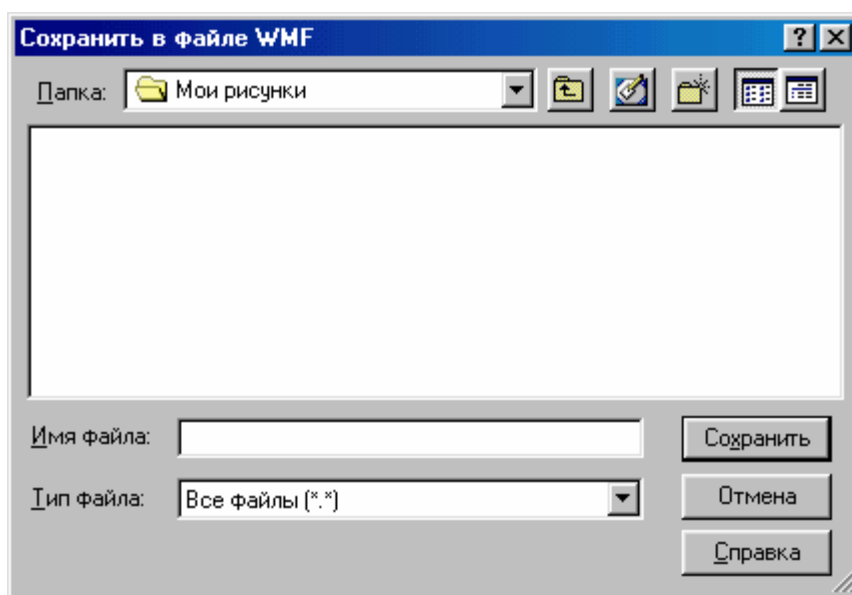 Сохранить в файле WMF
Папка: Мои рисунки
Имя файла: Сохранить
Тип файла: Все файлы (*.*) Отмена
Справка